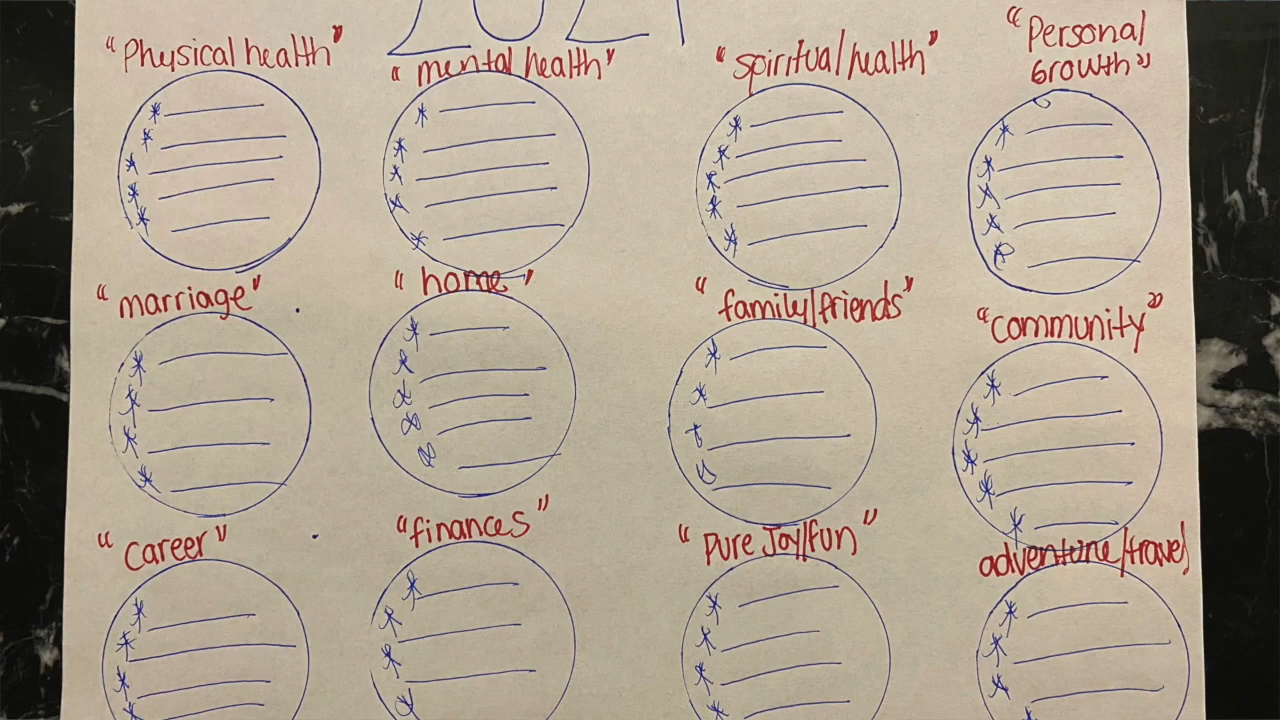 2024
"Physical health"
"mental health"
"spiritual health"
"Personal
Growth"
"marriage"
"home"
"family/friends"
"community"
"career"
"finances"
"Pure Joy/fun"
adventure/travel